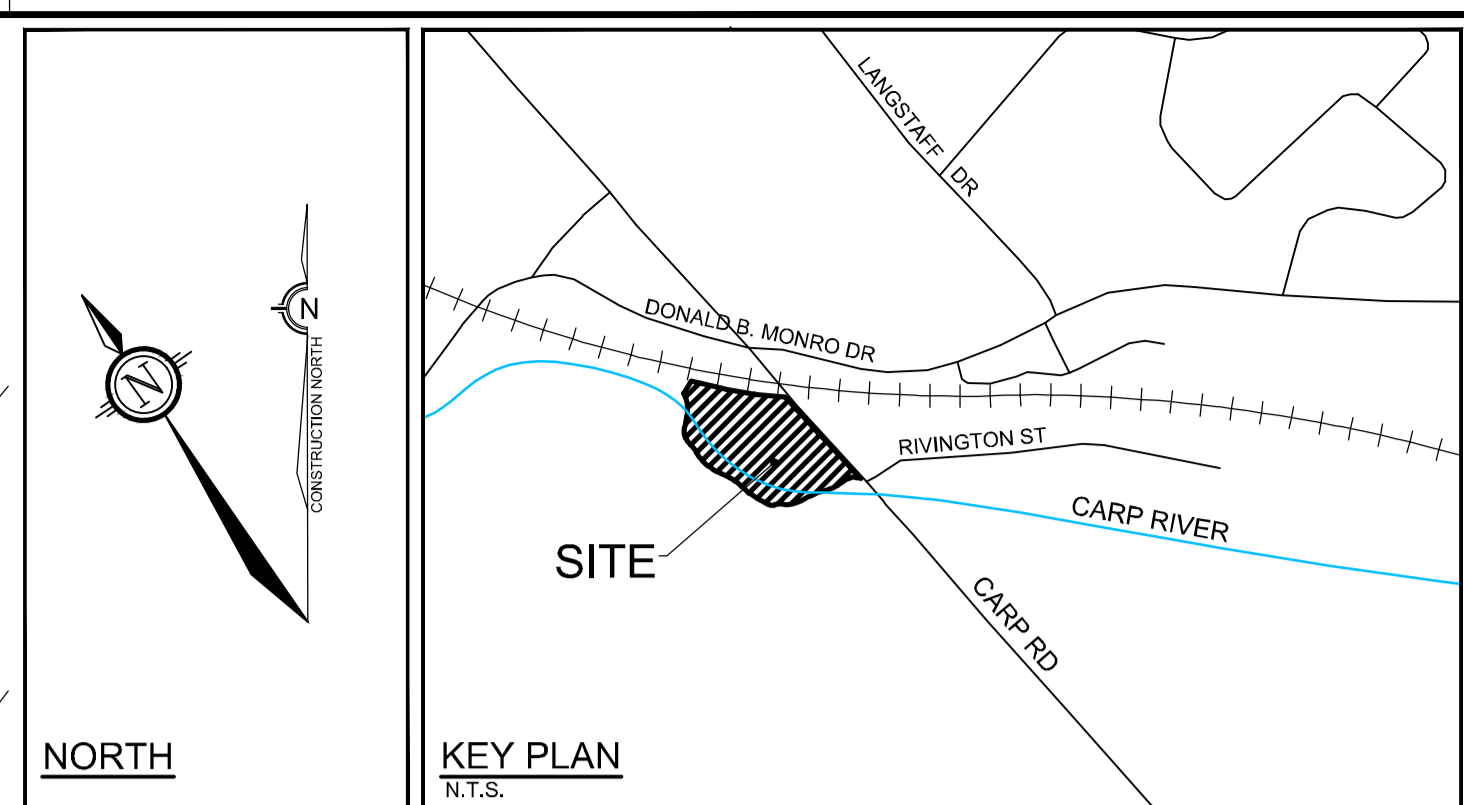 N
N
CONSTRUCTION NORTH
NORTH
LANGSTAFF DR
DONALD B. MONRO DR
RIVINGTON ST
CARP RIVER
SITE
CARP RD
KEY PLAN
N.T.S.